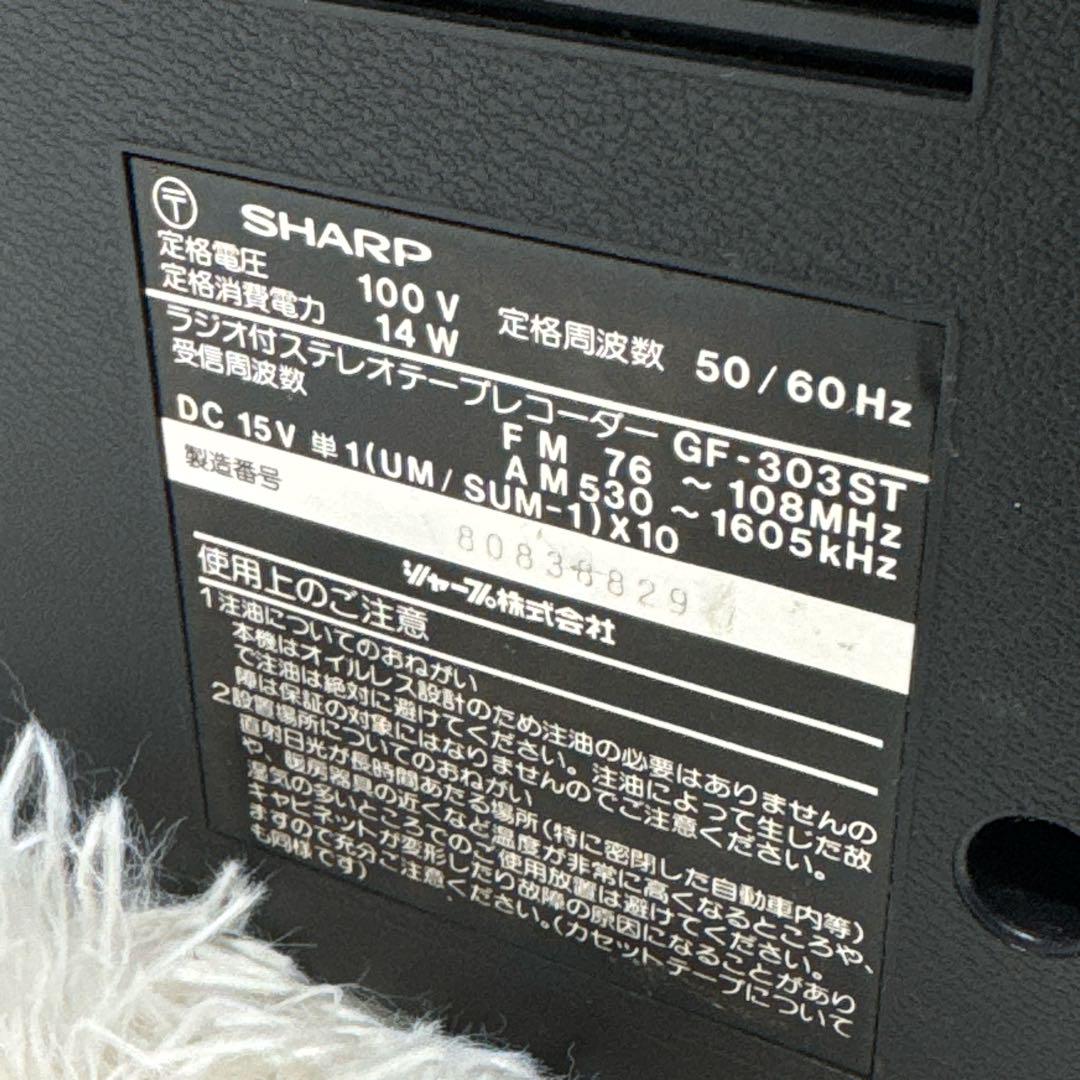 〒 SHARP
定格電圧 100 V 定格周波数 50/60Hz
定格消費電力 14 W
ラジオ付ステレオテープレコーダー GF-303ST
受信周波数 FM 76 ～ 108MHz
AM 530 ～ 1605kHz
DC 15V 単1(UM/SUM-1)X10
製造番号 80838829
シャープ株式会社
使用上のご注意
1 注油についてのおねがい
本機はオイルレス設計のため注油の必要はありませんの
で注油は絶対に避けてください。注油によって生じた故
障は保証の対象にはなりませんのでご注意ください。
2 設置場所についてのおねがい
直射日光が長時間あたる場所(特に密閉した自動車内等)
や、暖房器具の近くなど温度が非常に高くなるところや、
湿気の多いところでのご使用放置は避けてください。
キャビネットが変形したり故障の原因になることがあり
ますので充分ご注意ください。(カセットテープについて
も同様です)